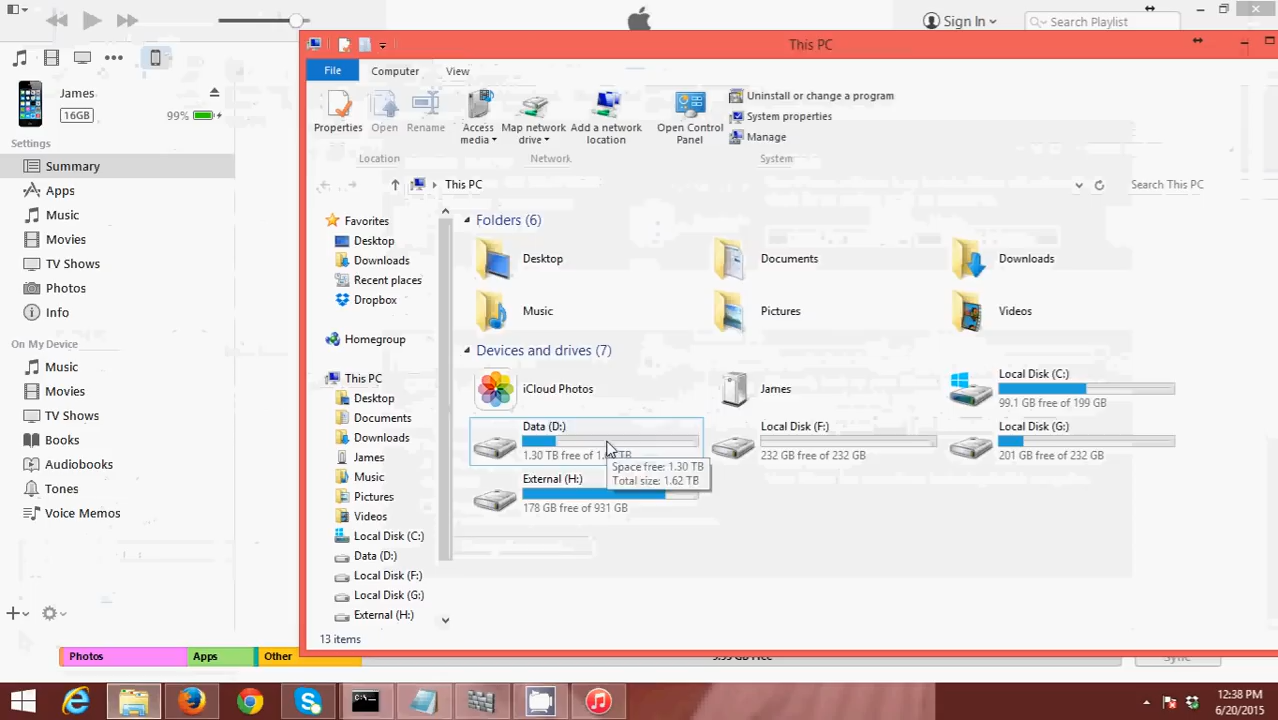 Sign In
Search Playlist
This PC
File
Computer
View
James
16GB
99%
Properties
Open
Rename
Access media
Map network drive
Add a network location
Open Control Panel
Uninstall or change a program
System properties
Manage
Location
Network
System
Settings
Summary
Apps
Music
Movies
TV Shows
Photos
Info
On My Device
Music
Movies
TV Shows
Books
Audiobooks
Tones
Voice Memos
This PC
Search This PC
Favorites
Desktop
Downloads
Recent places
Dropbox
Homegroup
This PC
Desktop
Documents
Downloads
James
Music
Pictures
Videos
Local Disk (C:)
Data (D:)
Local Disk (F:)
Local Disk (G:)
External (H:)
Folders (6)
Desktop
Documents
Downloads
Music
Pictures
Videos
Devices and drives (7)
iCloud Photos
James
Local Disk (C:)
99.1 GB free of 199 GB
Data (D:)
1.30 TB free of
Local Disk (F:)
232 GB free of 232 GB
Local Disk (G:)
201 GB free of 232 GB
Space free: 1.30 TB
Total size: 1.62 TB
External (H:)
178 GB free of 931 GB
13 items
Photos
Apps
Other
Sync
12:38 PM
6/20/2015